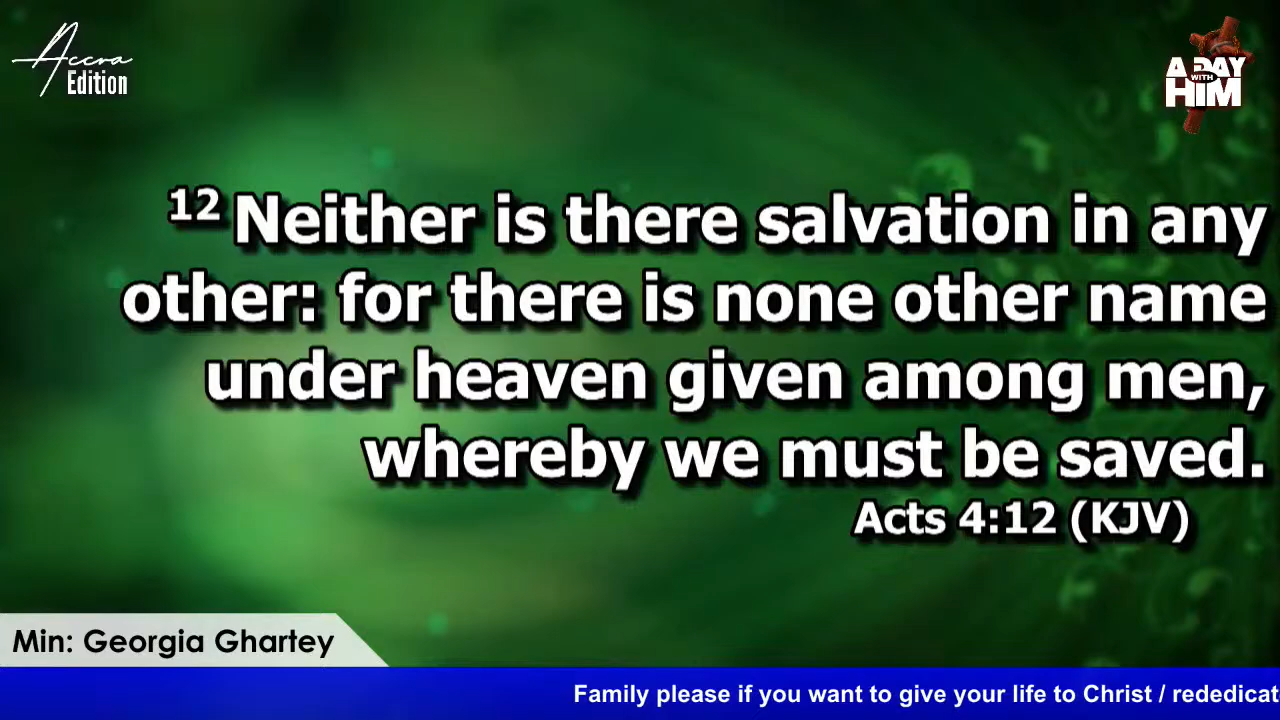 Accra
Edition
A DAY
WITH
HIM
12 Neither is there salvation in any
other: for there is none other name
under heaven given among men,
whereby we must be saved.
Acts 4:12 (KJV)
Min: Georgia Ghartey
Family please if you want to give your life to Christ / rededicat